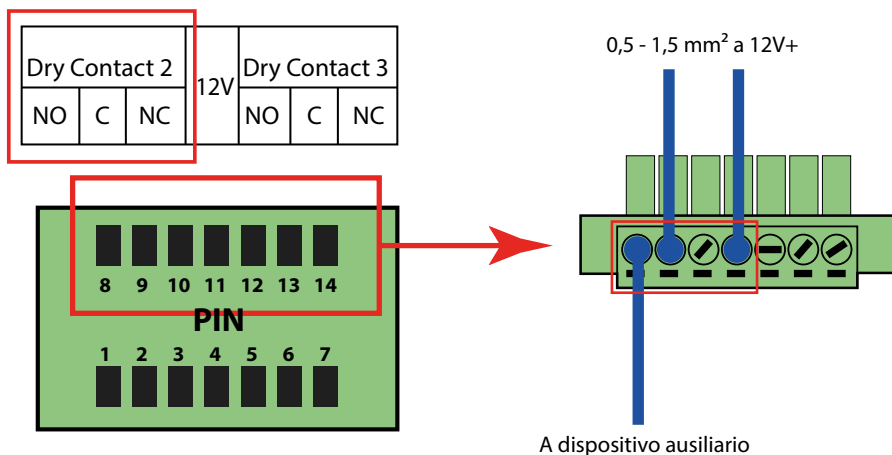 Dry Contact 2 12V Dry Contact 3
NO C NC NO C NC
8 9 10 11 12 13 14
PIN
1 2 3 4 5 6 7
0,5 - 1,5 mm² a 12V+
A dispositivo ausiliario